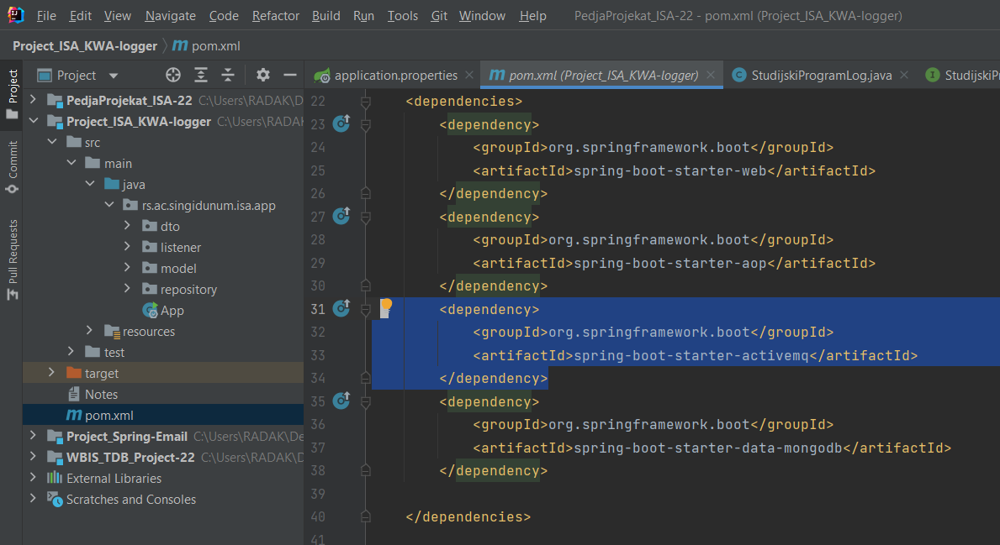 File Edit View Navigate Code Refactor Build Run Tools Git Window Help PedjaProjekat_ISA-22 - pom.xml (Project_ISA_KWA-logger)
Project_ISA_KWA-logger pom.xml
Project
Commit
Pull Requests
Project
PedjaProjekat_ISA-22 C:\Users\RADAK\D
Project_ISA_KWA-logger C:\Users\RADAK
src
main
java
rs.ac.singidunum.isa.app
dto
listener
model
repository
App
resources
test
target
Notes
pom.xml
Project_Spring-Email C:\Users\RADAK\De
WBIS_TDB_Project-22 C:\Users\RADAK\D
External Libraries
Scratches and Consoles
application.properties pom.xml (Project_ISA_KWA-logger) StudijskiProgramLog.java StudijskiPr
22 <dependencies>
23 <dependency>
24 <groupId>org.springframework.boot</groupId>
25 <artifactId>spring-boot-starter-web</artifactId>
26 </dependency>
27 <dependency>
28 <groupId>org.springframework.boot</groupId>
29 <artifactId>spring-boot-starter-aop</artifactId>
30 </dependency>
31 <dependency>
32 <groupId>org.springframework.boot</groupId>
33 <artifactId>spring-boot-starter-activemq</artifactId>
34 </dependency>
35 <dependency>
36 <groupId>org.springframework.boot</groupId>
37 <artifactId>spring-boot-starter-data-mongodb</artifactId>
38 </dependency>
39
40 </dependencies>
41